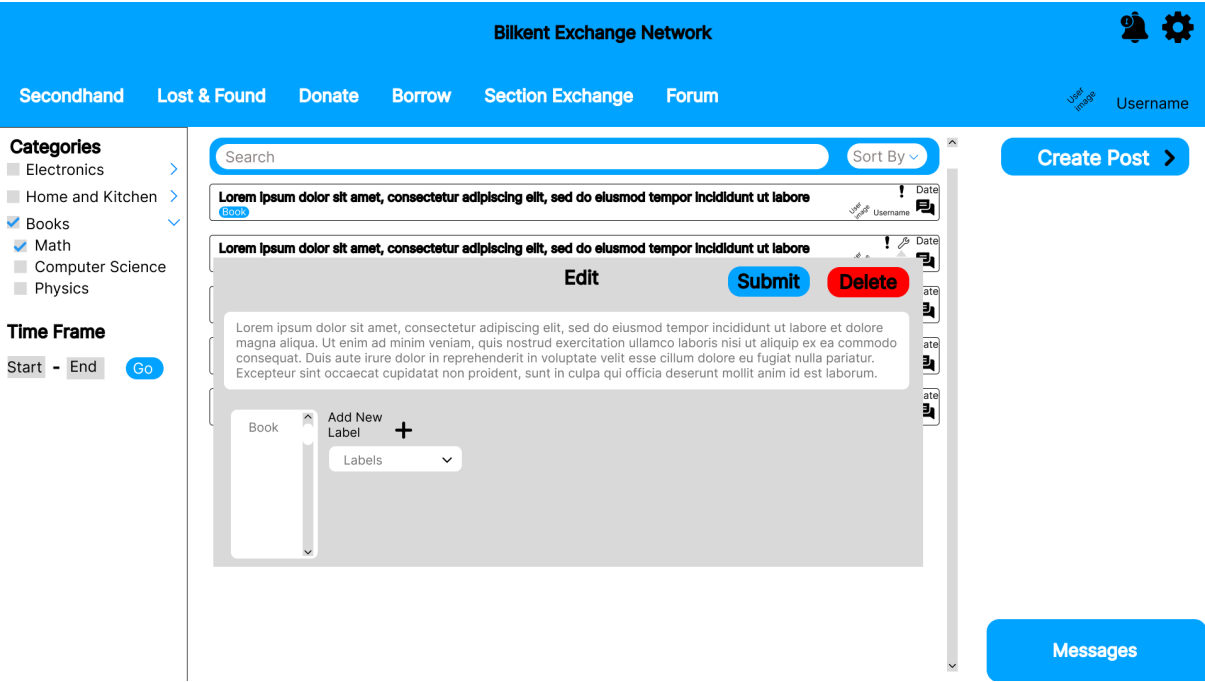 Bilkent Exchange Network
Secondhand Lost & Found Donate Borrow Section Exchange Forum
User image Username
Categories
Electronics
Home and Kitchen
Books
Math
Computer Science
Physics
Time Frame
Start - End Go
Search Sort By
Lorem ipsum dolor sit amet, consectetur adipiscing elit, sed do eiusmod tempor incididunt ut labore
Book
User image Username
Date
Lorem ipsum dolor sit amet, consectetur adipiscing elit, sed do eiusmod tempor incididunt ut labore
Date
Edit Submit Delete
Lorem ipsum dolor sit amet, consectetur adipiscing elit, sed do eiusmod tempor incididunt ut labore et dolore
magna aliqua. Ut enim ad minim veniam, quis nostrud exercitation ullamco laboris nisi ut aliquip ex ea commodo
consequat. Duis aute irure dolor in reprehenderit in voluptate velit esse cillum dolore eu fugiat nulla pariatur.
Excepteur sint occaecat cupidatat non proident, sunt in culpa qui officia deserunt mollit anim id est laborum.
Book
Add New
Label
Labels
ate
ate
ate
Create Post
Messages